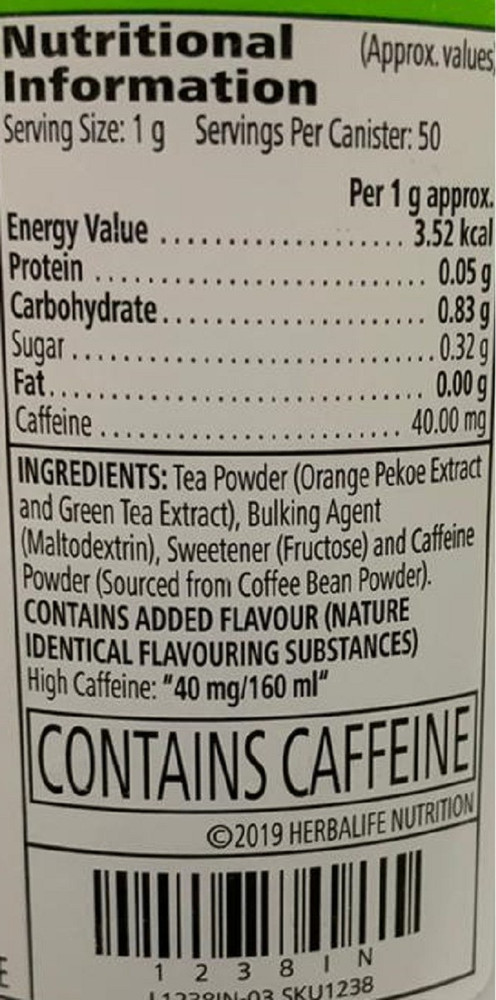 Nutritional (Approx. values
Information
Serving Size: 1 g Servings Per Canister: 50
Per 1 g approx.
Energy Value .................... 3.52 kcal
Protein ........................... 0.05 g
Carbohydrate..................... 0.83 g
Sugar ............................. 0.32 g
Fat............................... 0.00 g
Caffeine ........................ 40.00 mg
INGREDIENTS: Tea Powder (Orange Pekoe Extract
and Green Tea Extract), Bulking Agent
(Maltodextrin), Sweetener (Fructose) and Caffeine
Powder (Sourced from Coffee Bean Powder).
CONTAINS ADDED FLAVOUR (NATURE
IDENTICAL FLAVOURING SUBSTANCES)
High Caffeine: "40 mg/160 ml"
CONTAINS CAFFEINE
©2019 HERBALIFE NUTRITION
1 2 3 8 I N
L1238IN-03 SKU1238